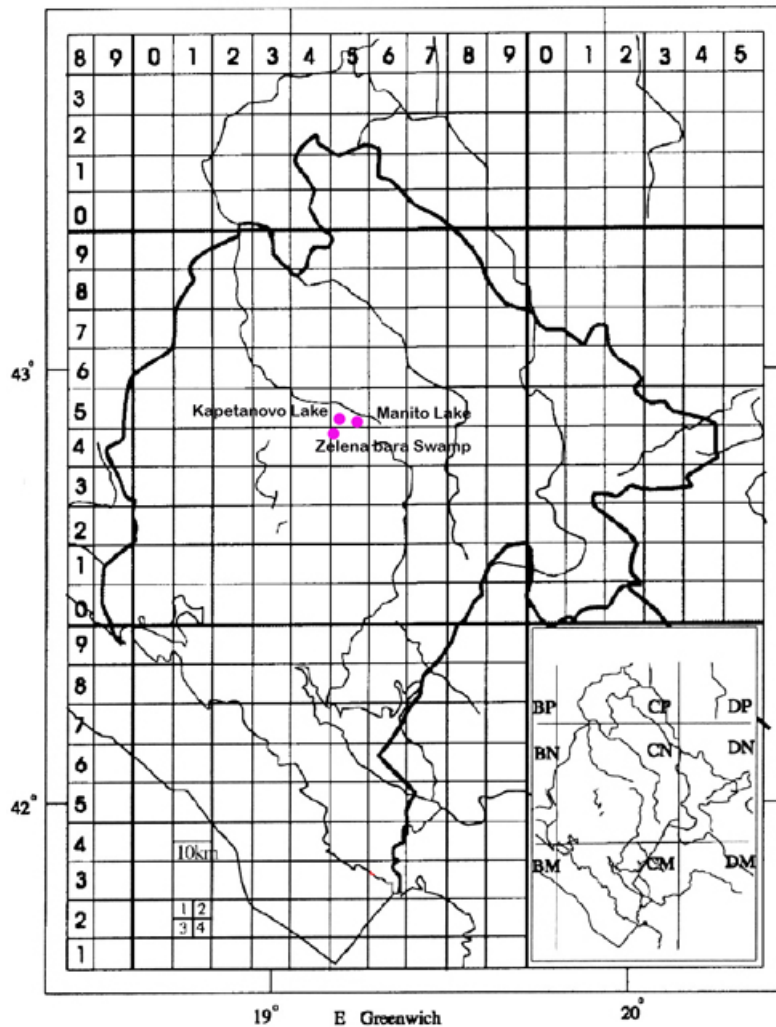 8 9 0 1 2 3 4 5 6 7 8 9 0 1 2 3 4 5
3
2
1
0
9
8
7
43° 6
5 Kapetanovo Lake Manito Lake
4 Zelena bara Swamp
3
2
1
0
9
8
7
6
42° 5
4 10km
3
2 1 2
3 4
1
BP CP DP
BN CN DN
BM CM DM
19° E Greenwich 20°